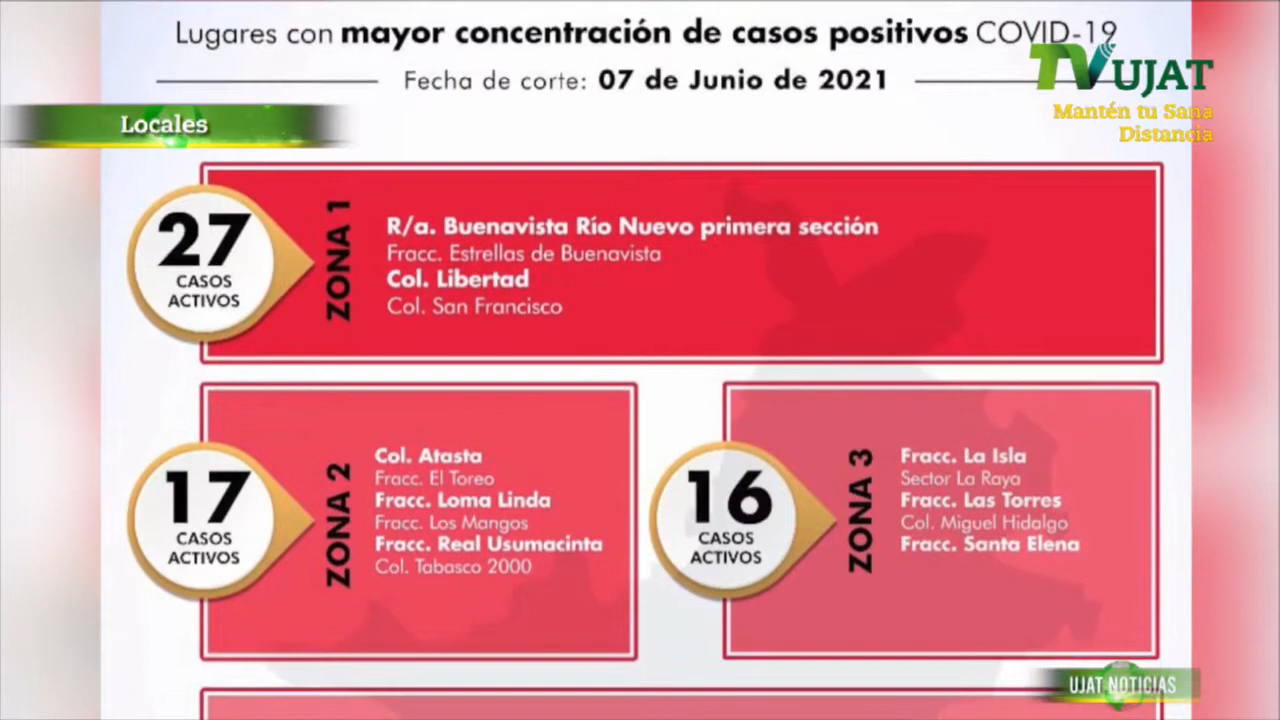 Lugares con mayor concentración de casos positivos COVID-19
Fecha de corte: 07 de Junio de 2021
TV UJAT
Mantén tu Sana
Distancia
Locales
27
CASOS
ACTIVOS
ZONA 1
R/a. Buenavista Río Nuevo primera sección
Fracc. Estrellas de Buenavista
Col. Libertad
Col. San Francisco
17
CASOS
ACTIVOS
ZONA 2
Col. Atasta
Fracc. El Toreo
Fracc. Loma Linda
Fracc. Los Mangos
Fracc. Real Usumacinta
Col. Tabasco 2000
16
CASOS
ACTIVOS
ZONA 3
Fracc. La Isla
Sector La Raya
Fracc. Las Torres
Col. Miguel Hidalgo
Fracc. Santa Elena
UJAT NOTICIAS